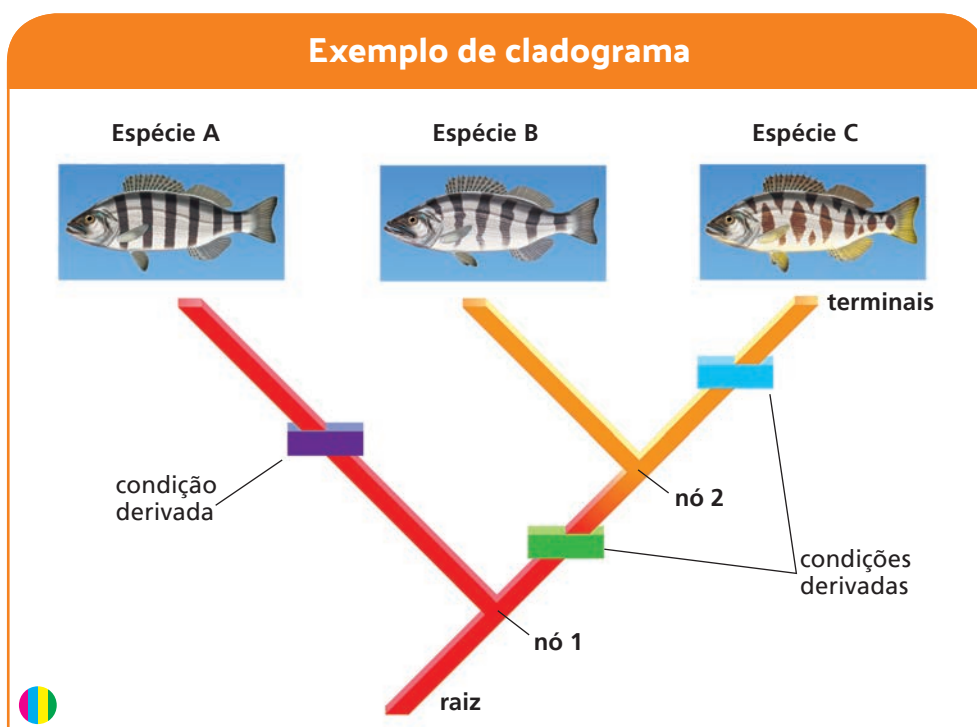 Exemplo de cladograma
Espécie A
Espécie B
Espécie C
terminais
condição
derivada
nó 2
condições
derivadas
nó 1
raiz